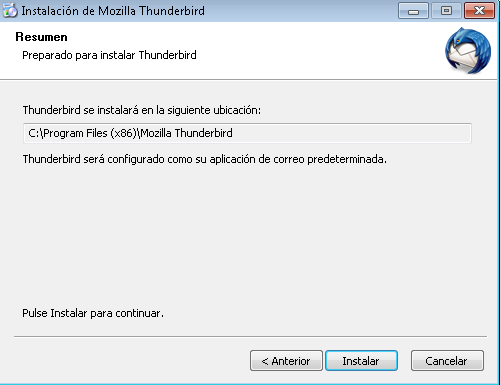 Instalación de Mozilla Thunderbird
Resumen
Preparado para instalar Thunderbird
Thunderbird se instalará en la siguiente ubicación:
C:\Program Files (x86)\Mozilla Thunderbird
Thunderbird será configurado como su aplicación de correo predeterminada.
Pulse Instalar para continuar.
< Anterior Instalar Cancelar